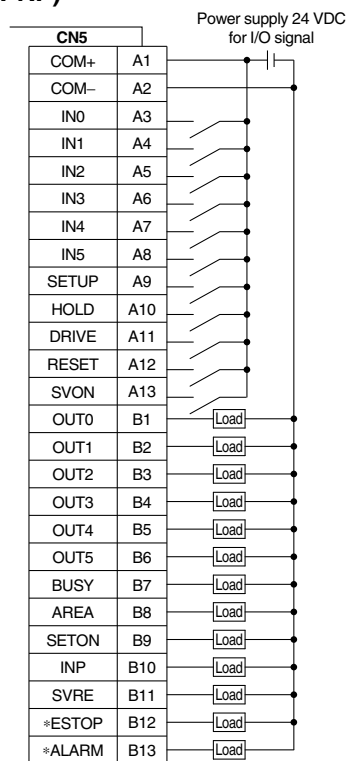 Power supply 24 VDC
for I/O signal
CN5
COM+ A1
COM− A2
IN0 A3
IN1 A4
IN2 A5
IN3 A6
IN4 A7
IN5 A8
SETUP A9
HOLD A10
DRIVE A11
RESET A12
SVON A13
OUT0 B1 Load
OUT1 B2 Load
OUT2 B3 Load
OUT3 B4 Load
OUT4 B5 Load
OUT5 B6 Load
BUSY B7 Load
AREA B8 Load
SETON B9 Load
INP B10 Load
SVRE B11 Load
∗ESTOP B12 Load
∗ALARM B13 Load